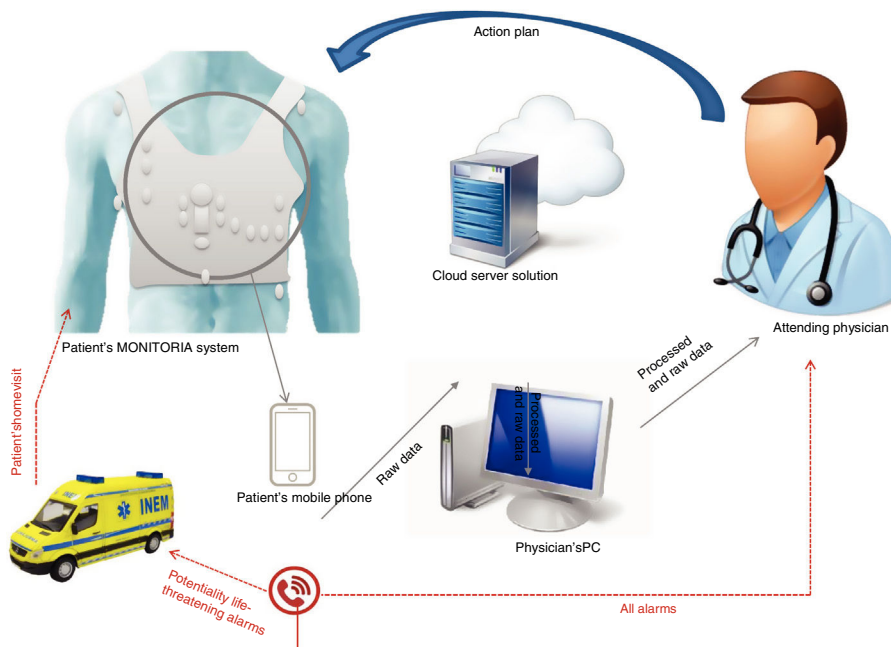 Action plan
Cloud server solution
Attending physician
Patient's MONITORIA system
Processed
and raw data
Processed
and raw data
Patient'shomevisit
Raw data
Patient's mobile phone
INEM
Physician'sPC
Potentiality life-
threatening alarms
All alarms